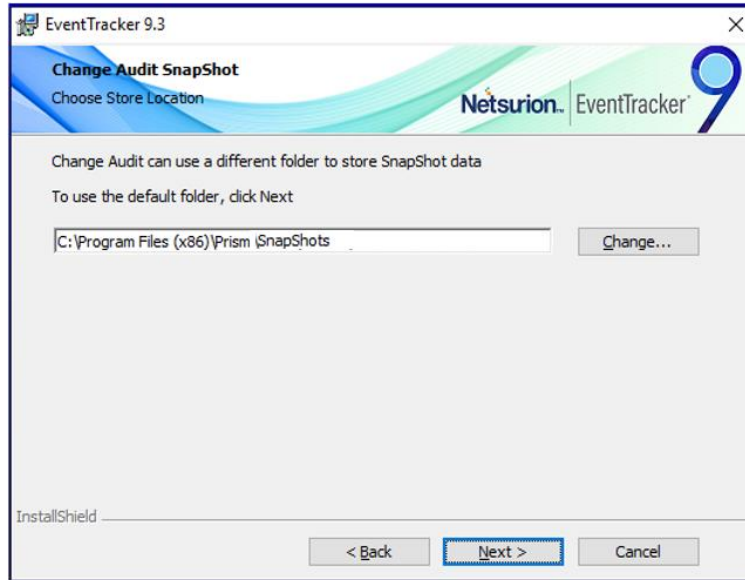 EventTracker 9.3
Change Audit SnapShot
Choose Store Location
Netsurion. EventTracker 9
Change Audit can use a different folder to store SnapShot data
To use the default folder, click Next
C:\Program Files (x86)\Prism \SnapShots
Change...
InstallShield
< Back Next > Cancel